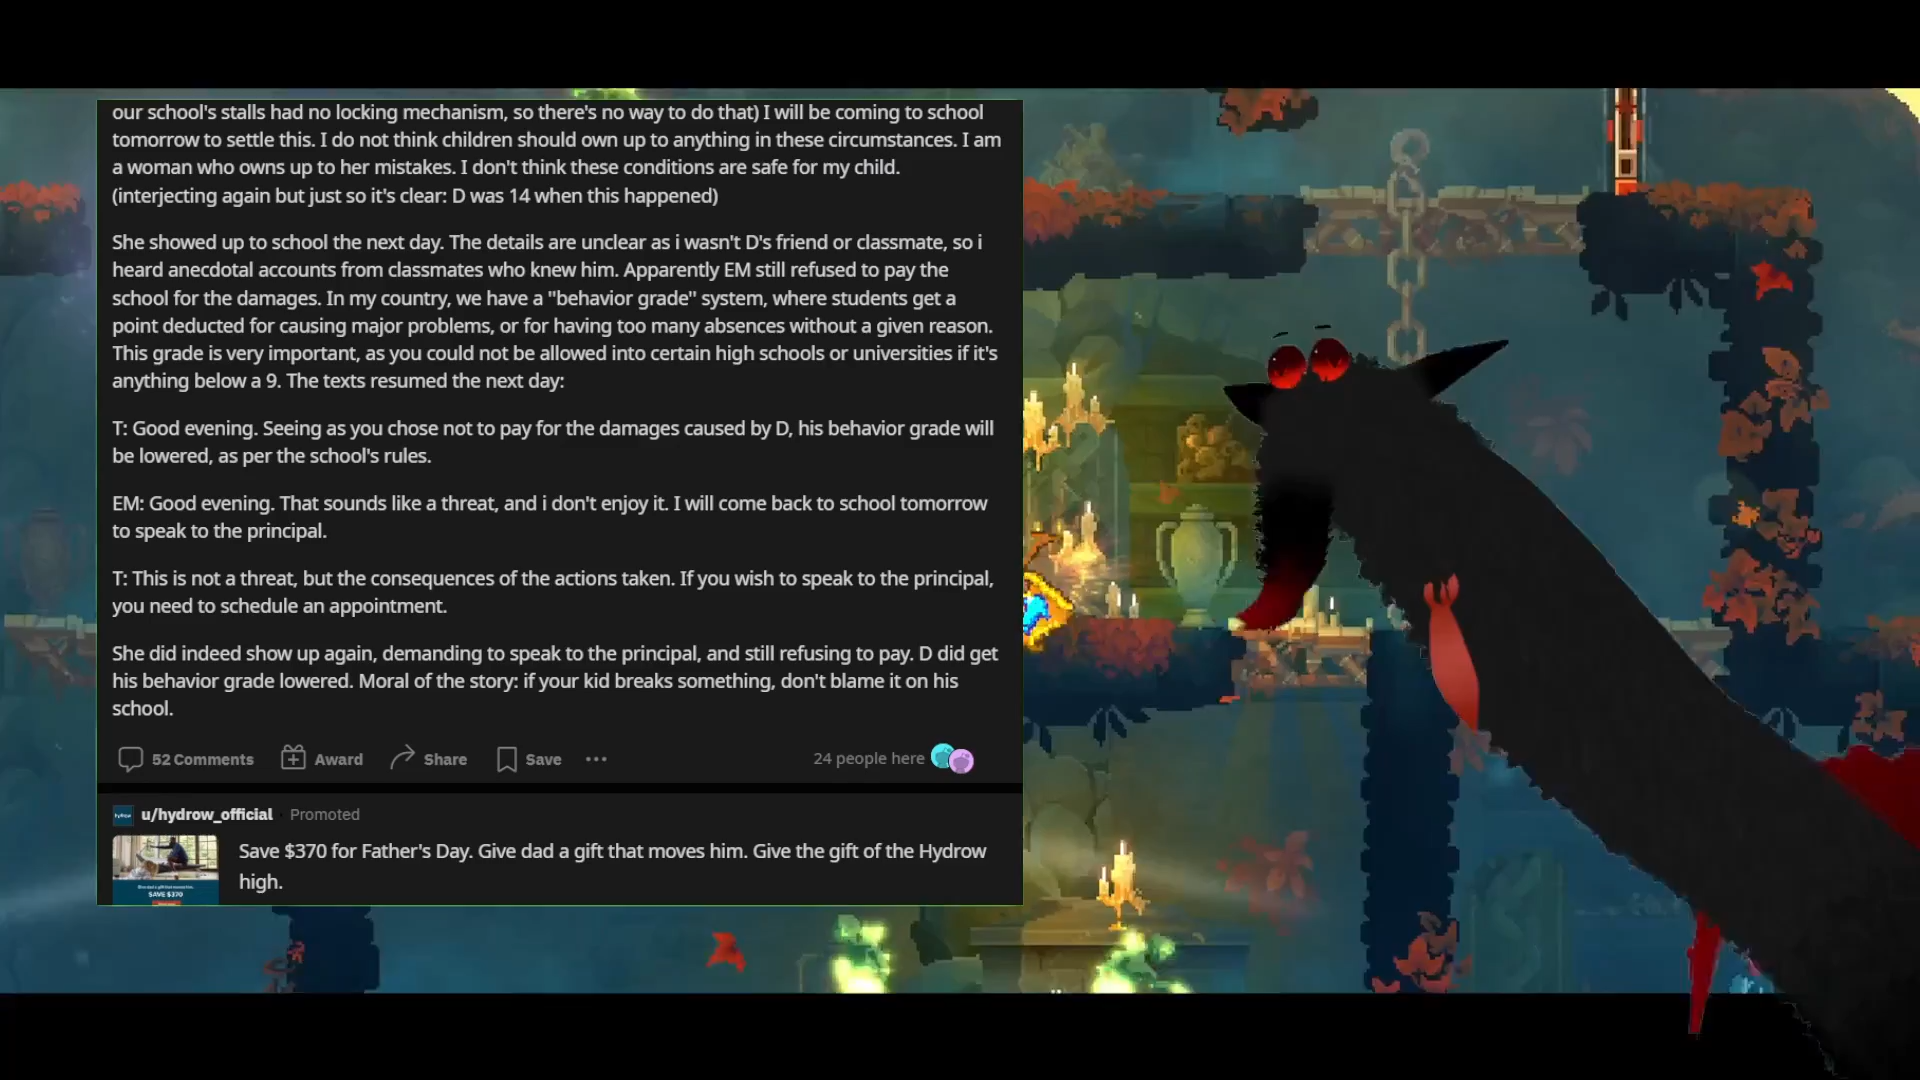 our school's stalls had no locking mechanism, so there's no way to do that) I will be coming to school
tomorrow to settle this. I do not think children should own up to anything in these circumstances. I am
a woman who owns up to her mistakes. I don't think these conditions are safe for my child.
(interjecting again but just so it's clear: D was 14 when this happened)
She showed up to school the next day. The details are unclear as i wasn't D's friend or classmate, so i
heard anecdotal accounts from classmates who knew him. Apparently EM still refused to pay the
school for the damages. In my country, we have a "behavior grade" system, where students get a
point deducted for causing major problems, or for having too many absences without a given reason.
This grade is very important, as you could not be allowed into certain high schools or universities if it's
anything below a 9. The texts resumed the next day:
T: Good evening. Seeing as you chose not to pay for the damages caused by D, his behavior grade will
be lowered, as per the school's rules.
EM: Good evening. That sounds like a threat, and i don't enjoy it. I will come back to school tomorrow
to speak to the principal.
T: This is not a threat, but the consequences of the actions taken. If you wish to speak to the principal,
you need to schedule an appointment.
She did indeed show up again, demanding to speak to the principal, and still refusing to pay. D did get
his behavior grade lowered. Moral of the story: if your kid breaks something, don't blame it on his
school.
52 Comments Award Share Save ••• 24 people here
u/hydrow_official · Promoted
Save $370 for Father's Day. Give dad a gift that moves him. Give the gift of the Hydrow
high.
SAVE $370